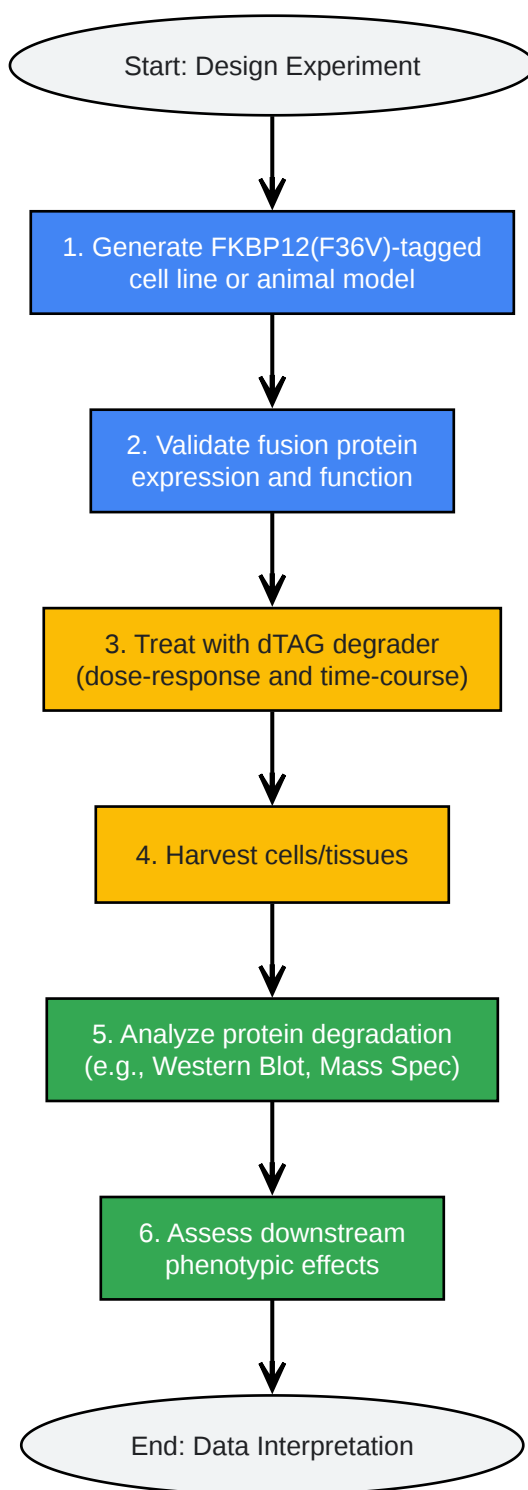 Start: Design Experiment
1. Generate FKBP12(F36V)-tagged
cell line or animal model
2. Validate fusion protein
expression and function
3. Treat with dTAG degrader
(dose-response and time-course)
4. Harvest cells/tissues
5. Analyze protein degradation
(e.g., Western Blot, Mass Spec)
6. Assess downstream
phenotypic effects
End: Data Interpretation